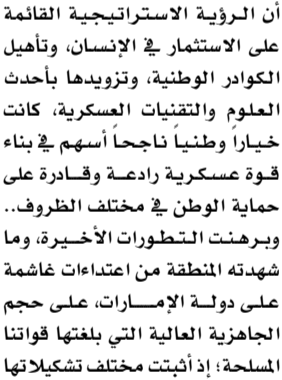 أن الرؤية الاستراتيجية القائمة
على الاستثمار في الإنسان، وتأهيل
الكوادر الوطنية، وتزويدها بأحدث
العلوم والتقنيات العسكرية، كانت
خياراً وطنياً ناجحاً أسهم في بناء
قوة عسكرية رادعة وقادرة على
حماية الوطن في مختلف الظروف..
وبرهنت التطورات الأخيرة، وما
شهدته المنطقة من اعتداءات غاشمة
على دولة الإمارات، على حجم
الجاهزية العالية التي بلغتها قواتنا
المسلحة؛ إذ أثبتت مختلف تشكيلاتها